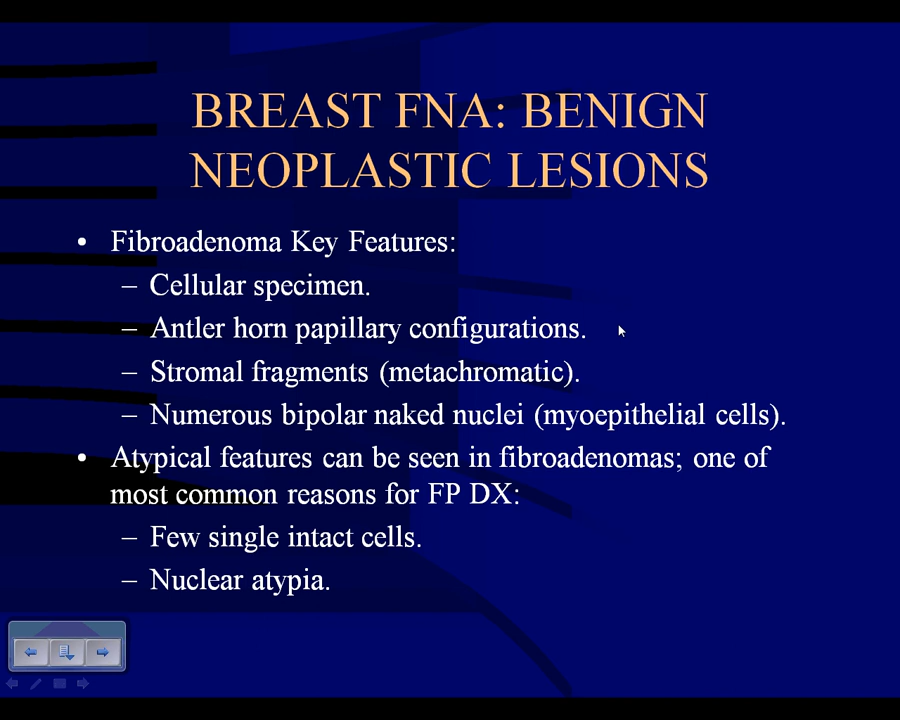 BREAST FNA: BENIGN
NEOPLASTIC LESIONS
• Fibroadenoma Key Features:
– Cellular specimen.
– Antler horn papillary configurations.
– Stromal fragments (metachromatic).
– Numerous bipolar naked nuclei (myoepithelial cells).
• Atypical features can be seen in fibroadenomas; one of
most common reasons for FP DX:
– Few single intact cells.
– Nuclear atypia.